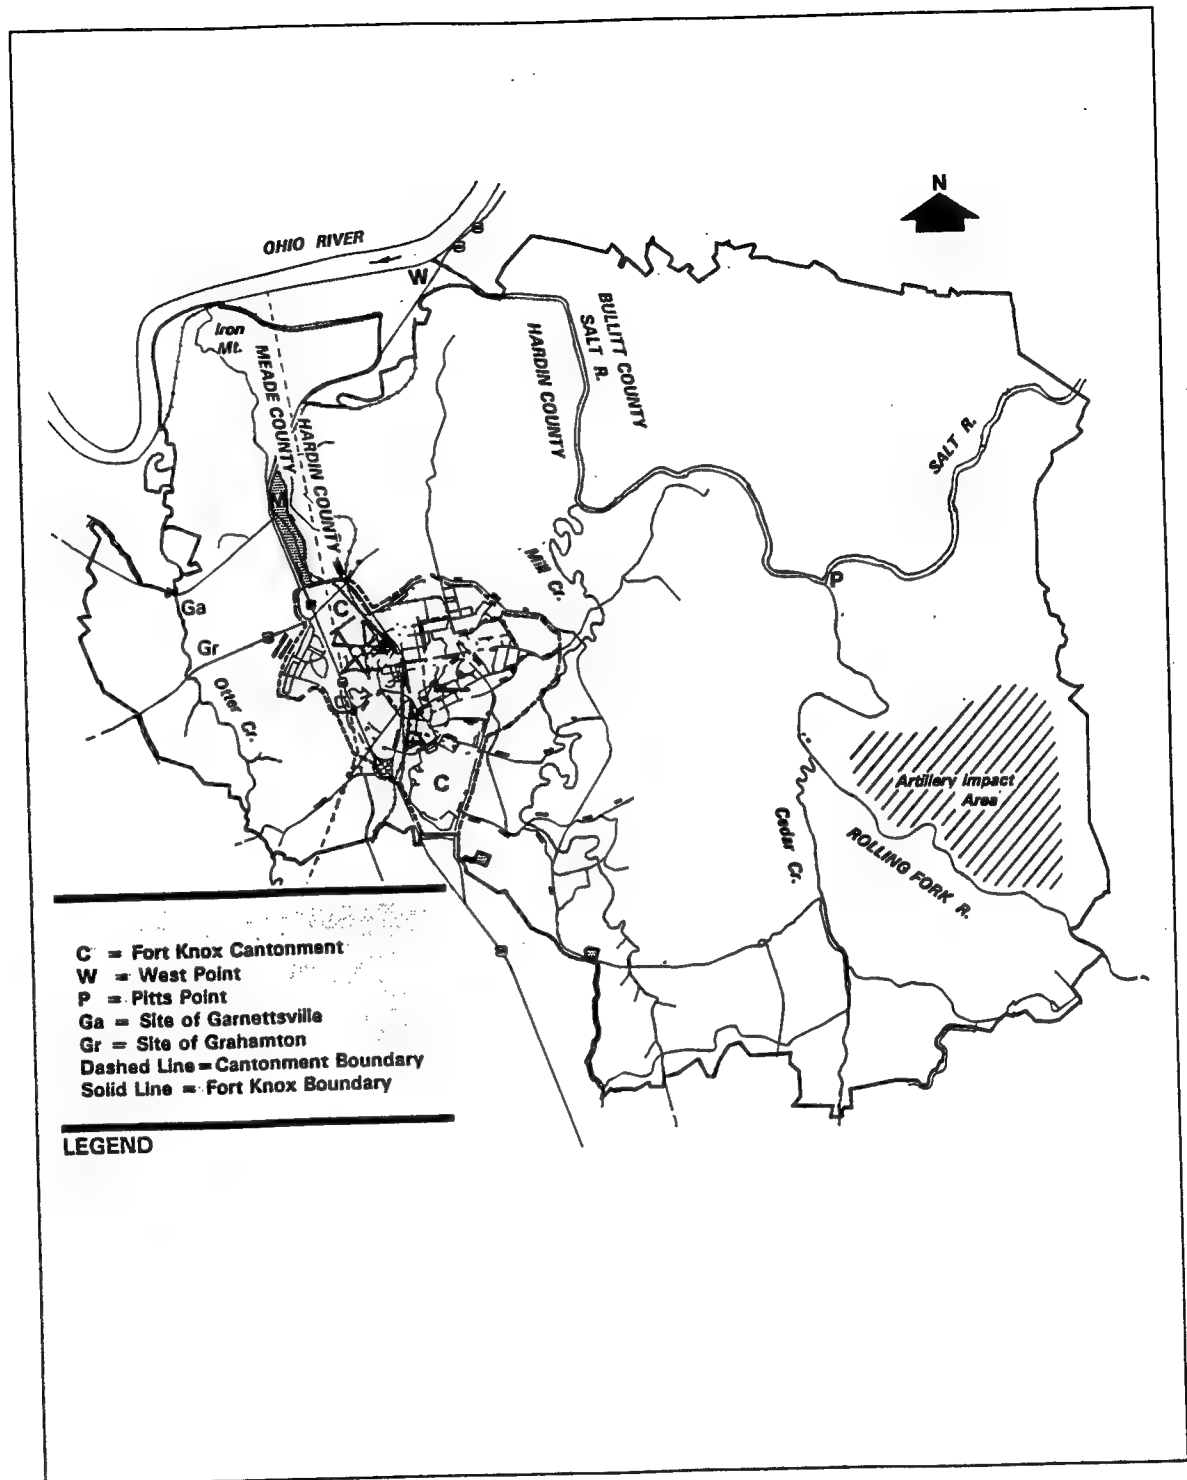 N
OHIO RIVER
W
Iron
Mt.
MEADE COUNTY
HARDIN COUNTY
HARDIN COUNTY
BULLITT COUNTY
SALT R.
SALT R.
M
Mill Cr.
P
Ga
C
Gr
Otter Cr.
C
Artillery Impact
Area
Cedar Cr.
ROLLING FORK R.
C = Fort Knox Cantonment
W = West Point
P = Pitts Point
Ga = Site of Garnettsville
Gr = Site of Grahamton
Dashed Line = Cantonment Boundary
Solid Line = Fort Knox Boundary
LEGEND